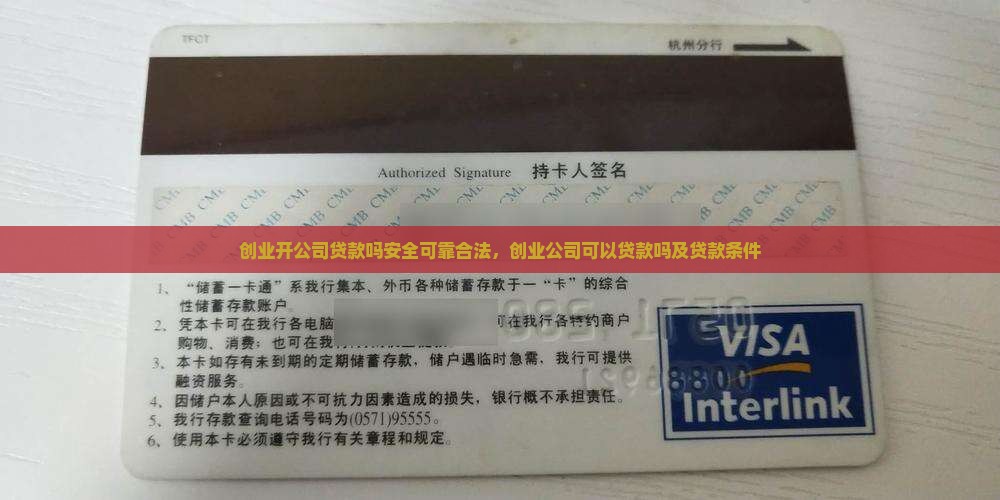 TFCT
杭州分行
Authorized Signature 持卡人签名
CMB CMB CMB CMB CMB CMB
创业开公司贷款吗安全可靠合法，创业公司可以贷款吗及贷款条件
1、“储蓄一卡通”系我行集本、外币各种储蓄存款于一“卡”的综合
性储蓄存款账户
2、凭本卡可在我行各电脑 可在我行各特约商户
购物、消费；也可在我
3、本卡如存有未到期的定期储蓄存款，储户遇临时急需，我行可提供
融资服务。
4、因储户本人原因或不可抗力因素造成的损失，银行概不承担责任。
5、我行存款查询电话号码为(0571)95555。
6、使用本卡必须遵守我行有关章程和规定。
VISA
Interlink